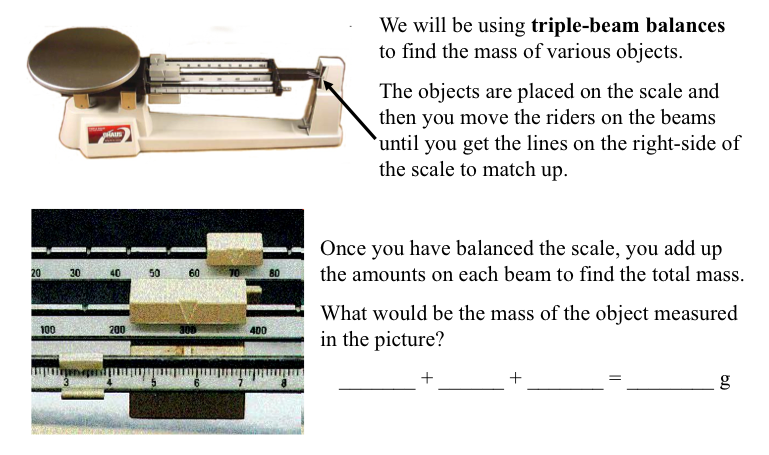 We will be using triple-beam balances
to find the mass of various objects.
The objects are placed on the scale and
then you move the riders on the beams
until you get the lines on the right-side of
the scale to match up.
OHAUS
20 30 40 50 60 70 80
100 200 300 400
3 4 5 6 7 8
Once you have balanced the scale, you add up
the amounts on each beam to find the total mass.
What would be the mass of the object measured
in the picture?
_______ + ______ + _______ = ________ g